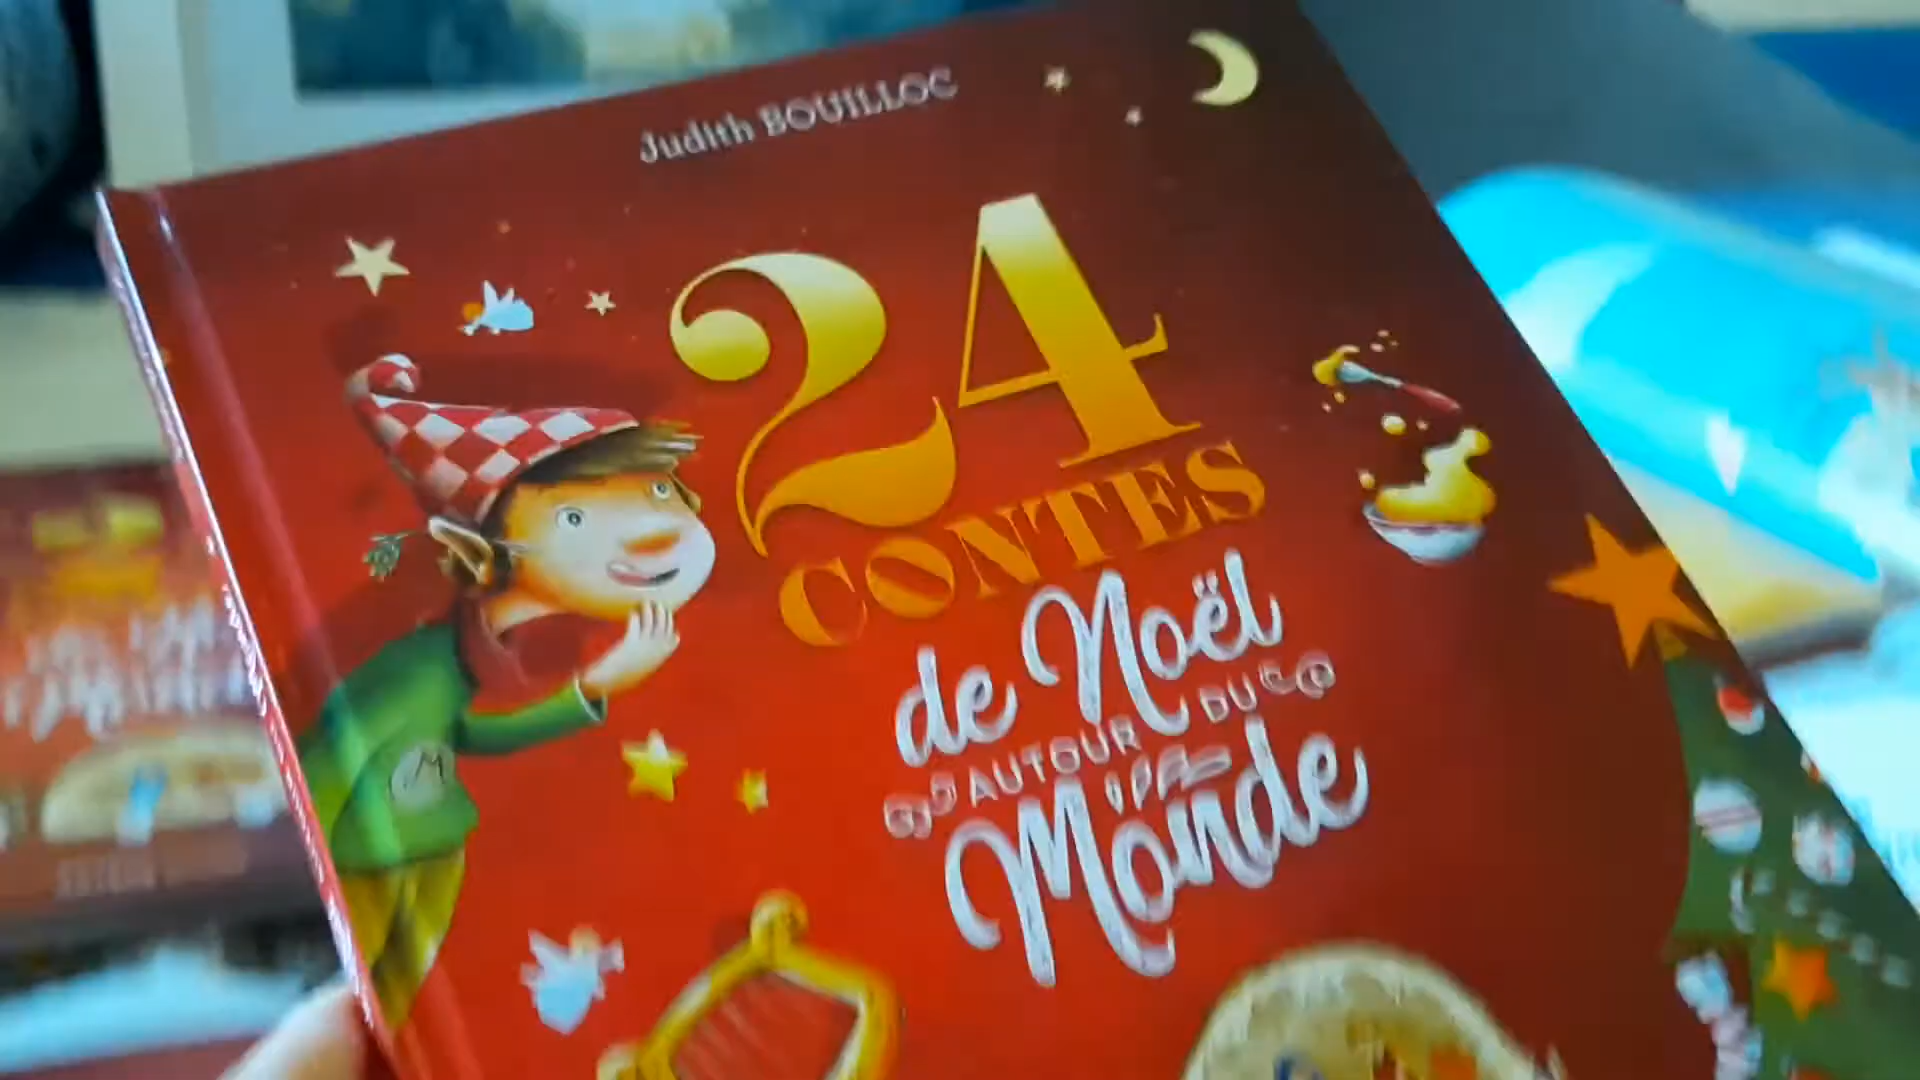 Judith BOUILLOC
24
CONTES
de Noël
AUTOUR DU
Monde
M